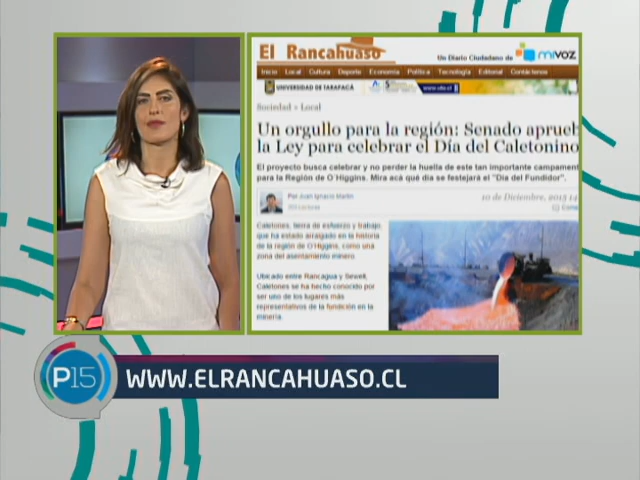 El Rancahuaso
Un Diario Ciudadano de mivoz
Inicio Local Cultura Deporte Economía Política Tecnología Editorial Contáctenos
UNIVERSIDAD DE TARAPACÁ
Sociedad » Local
Un orgullo para la región: Senado aprueb
la Ley para celebrar el Día del Caletonino
El proyecto busca celebrar y no perder la huella de este tan importante campament
para la Región de O'Higgins. Mira acá qué día se festejará el "Día del Fundidor".
Por Juan Ignacio Martin
10 de Diciembre, 2015 14
Caletones, tierra de esfuerzo y trabajo
que ha estado arraigado en la historia
de la región de O'Higgins, como una
zona del asentamiento minero.
Ubicado entre Rancagua y Sewell,
Caletones se ha hecho conocido por
ser uno de los lugares más
representativos de la fundición en la
minería.
15
P15
WWW.ELRANCAHUASO.CL